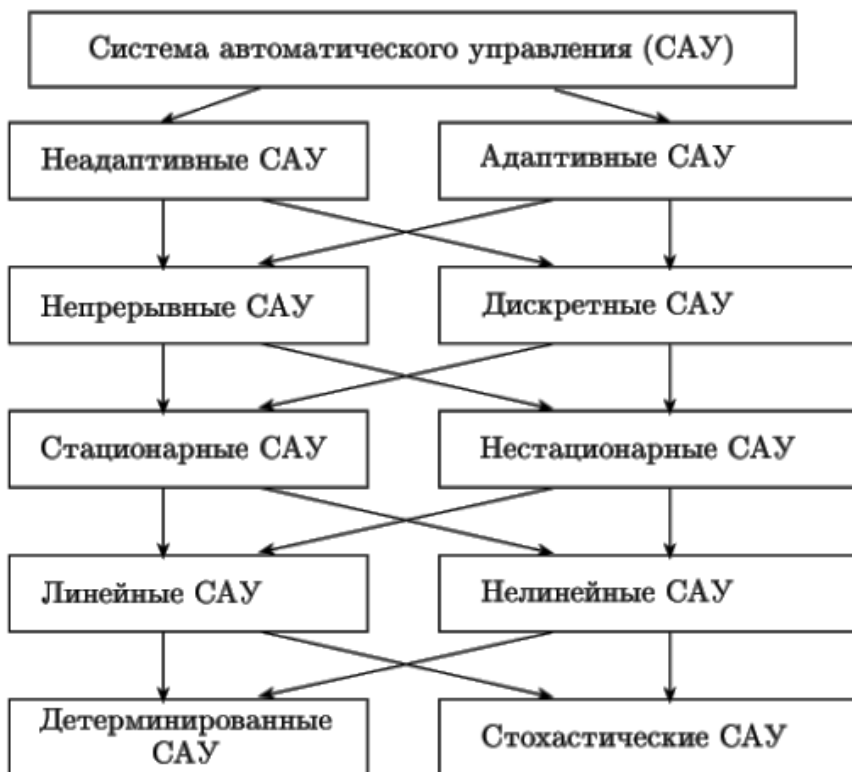 Система автоматического управления (САУ)
Неадаптивные САУ
Адаптивные САУ
Непрерывные САУ
Дискретные САУ
Стационарные САУ
Нестационарные САУ
Линейные САУ
Нелинейные САУ
Детерминированные
САУ
Стохастические САУ